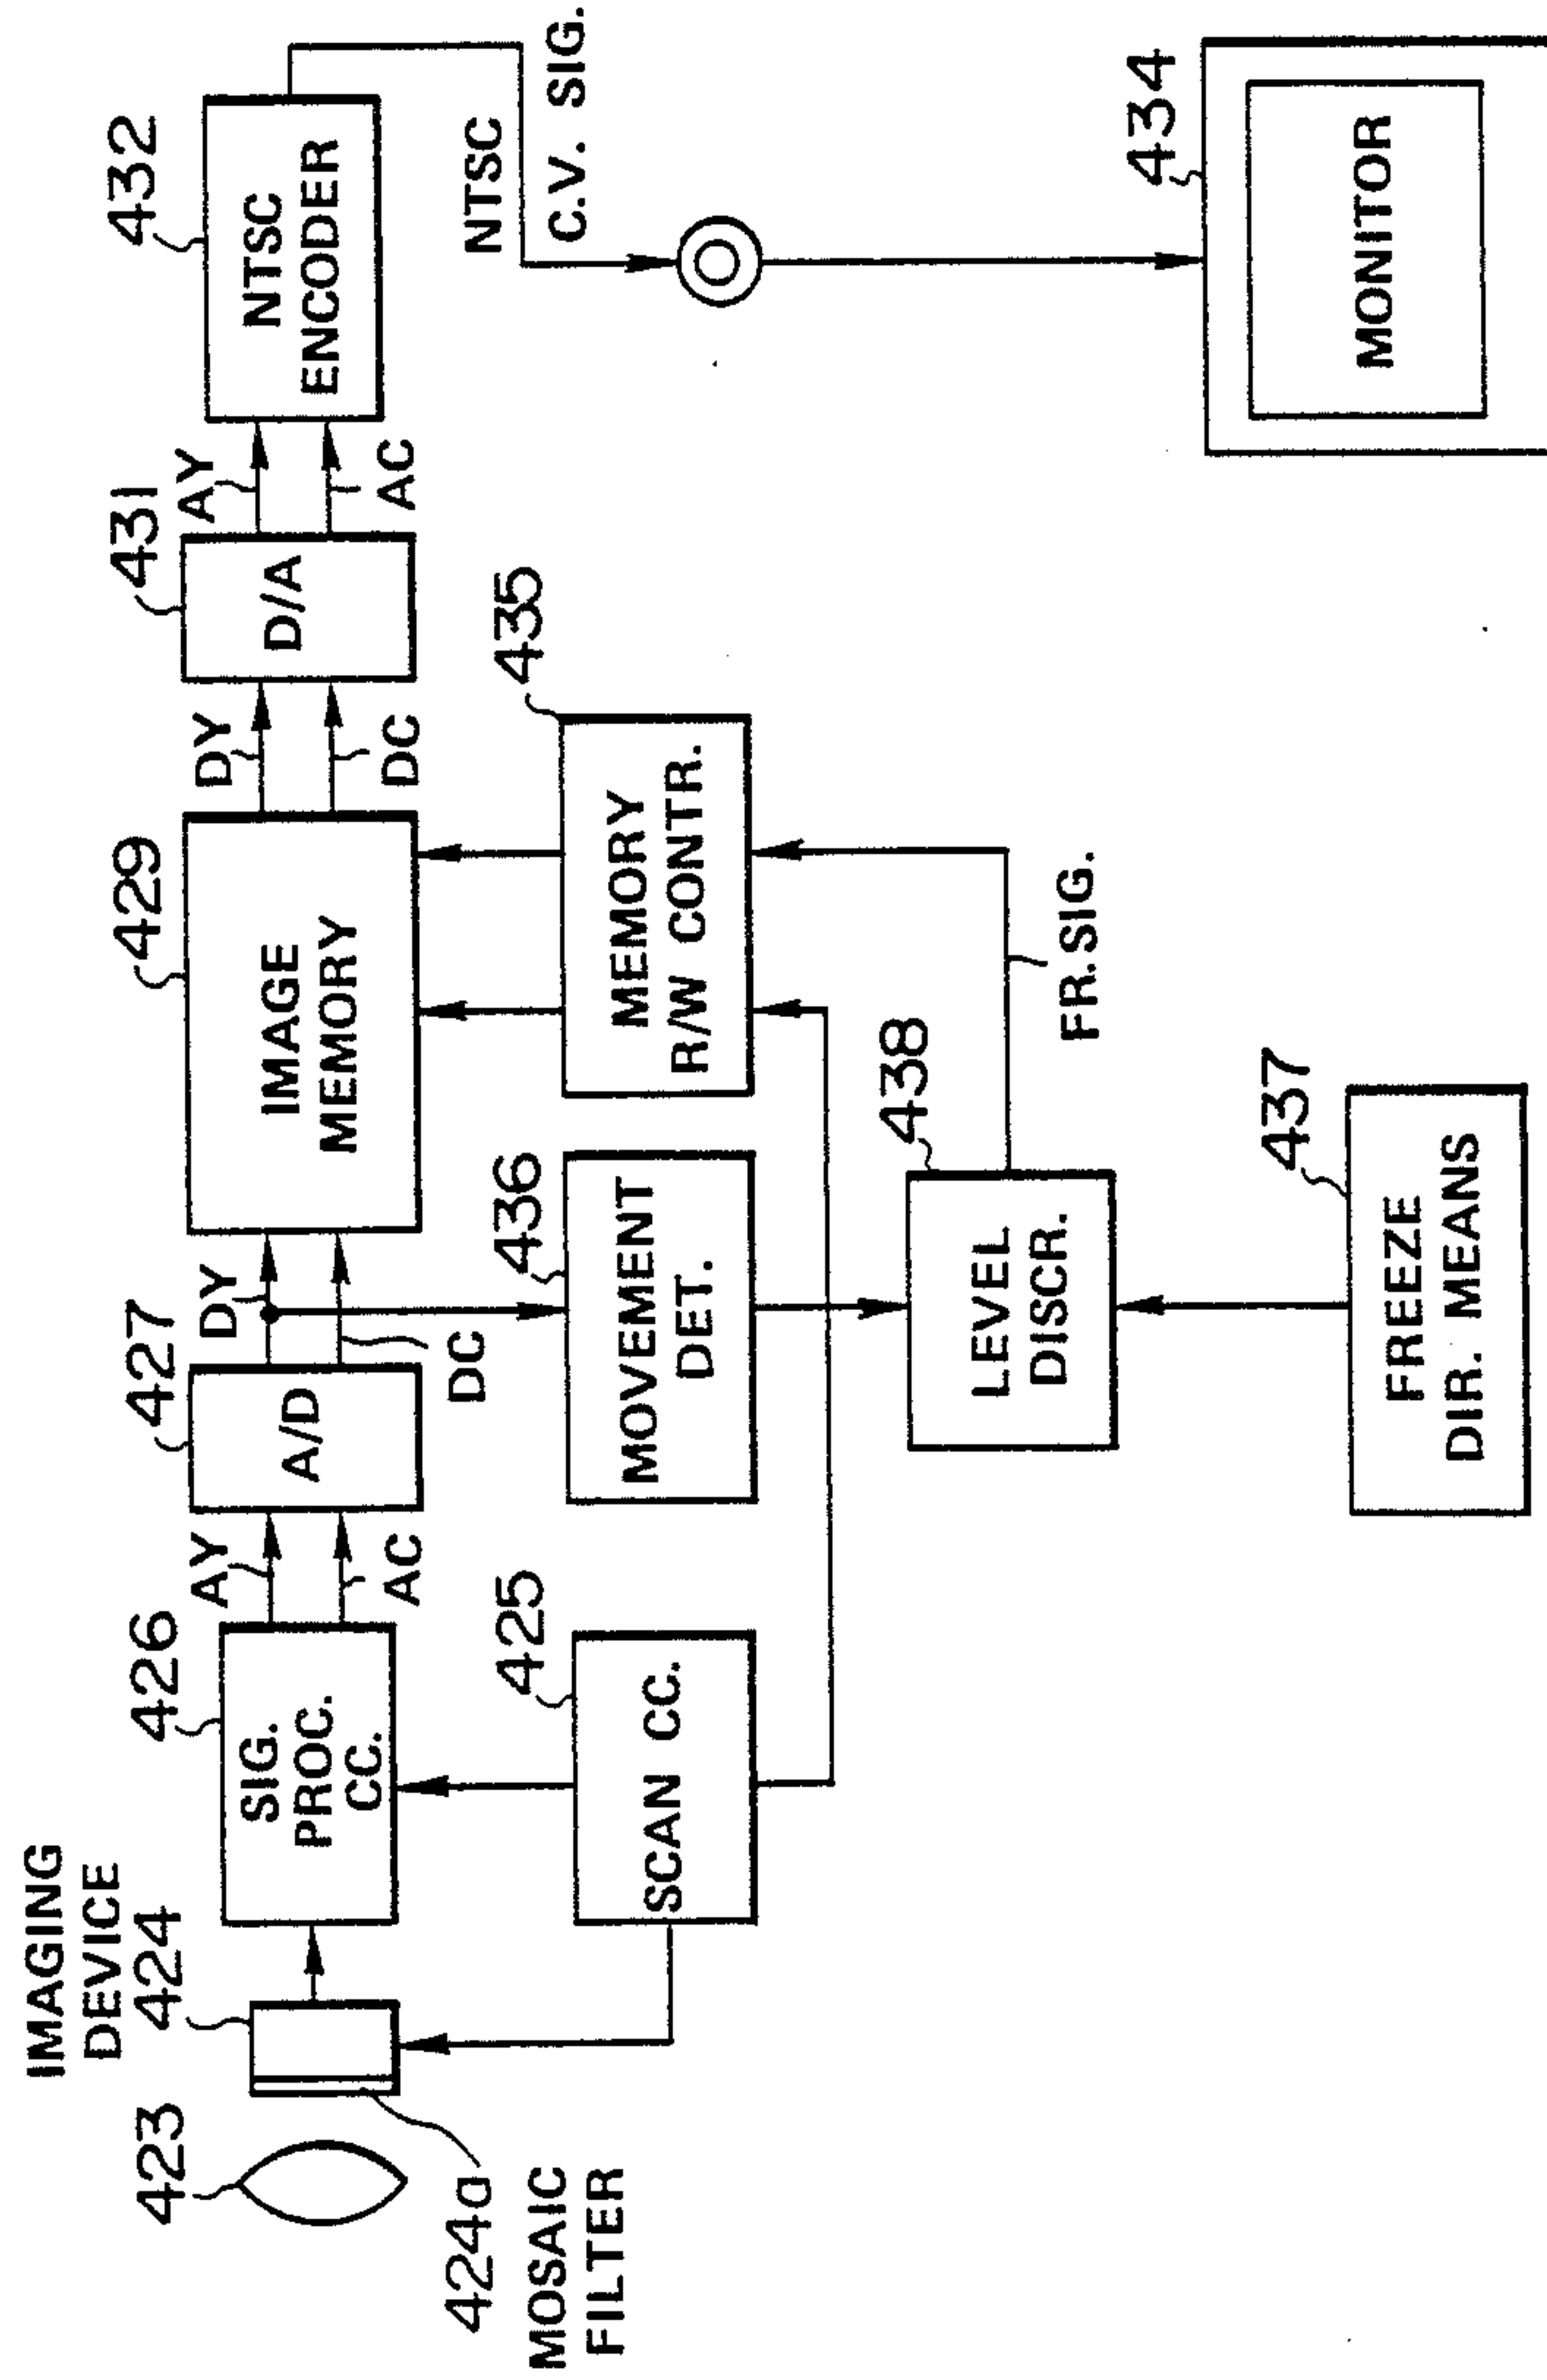 IMAGING
DEVICE
423
424
426
427
429
431
432
SIG.
PROC.
CC.
AY
AC
A/D
DY
DC
IMAGE
MEMORY
DY
DC
D/A
AY
AC
NTSC
ENCODER
424a
MOSAIC
FILTER
425
SCAN CC.
436
MOVEMENT
DET.
435
MEMORY
R/W CONTR.
NTSC
C.V. SIG.
438
LEVEL
DISCR.
FR.SIG.
437
FREEZE
DIR. MEANS
434
MONITOR